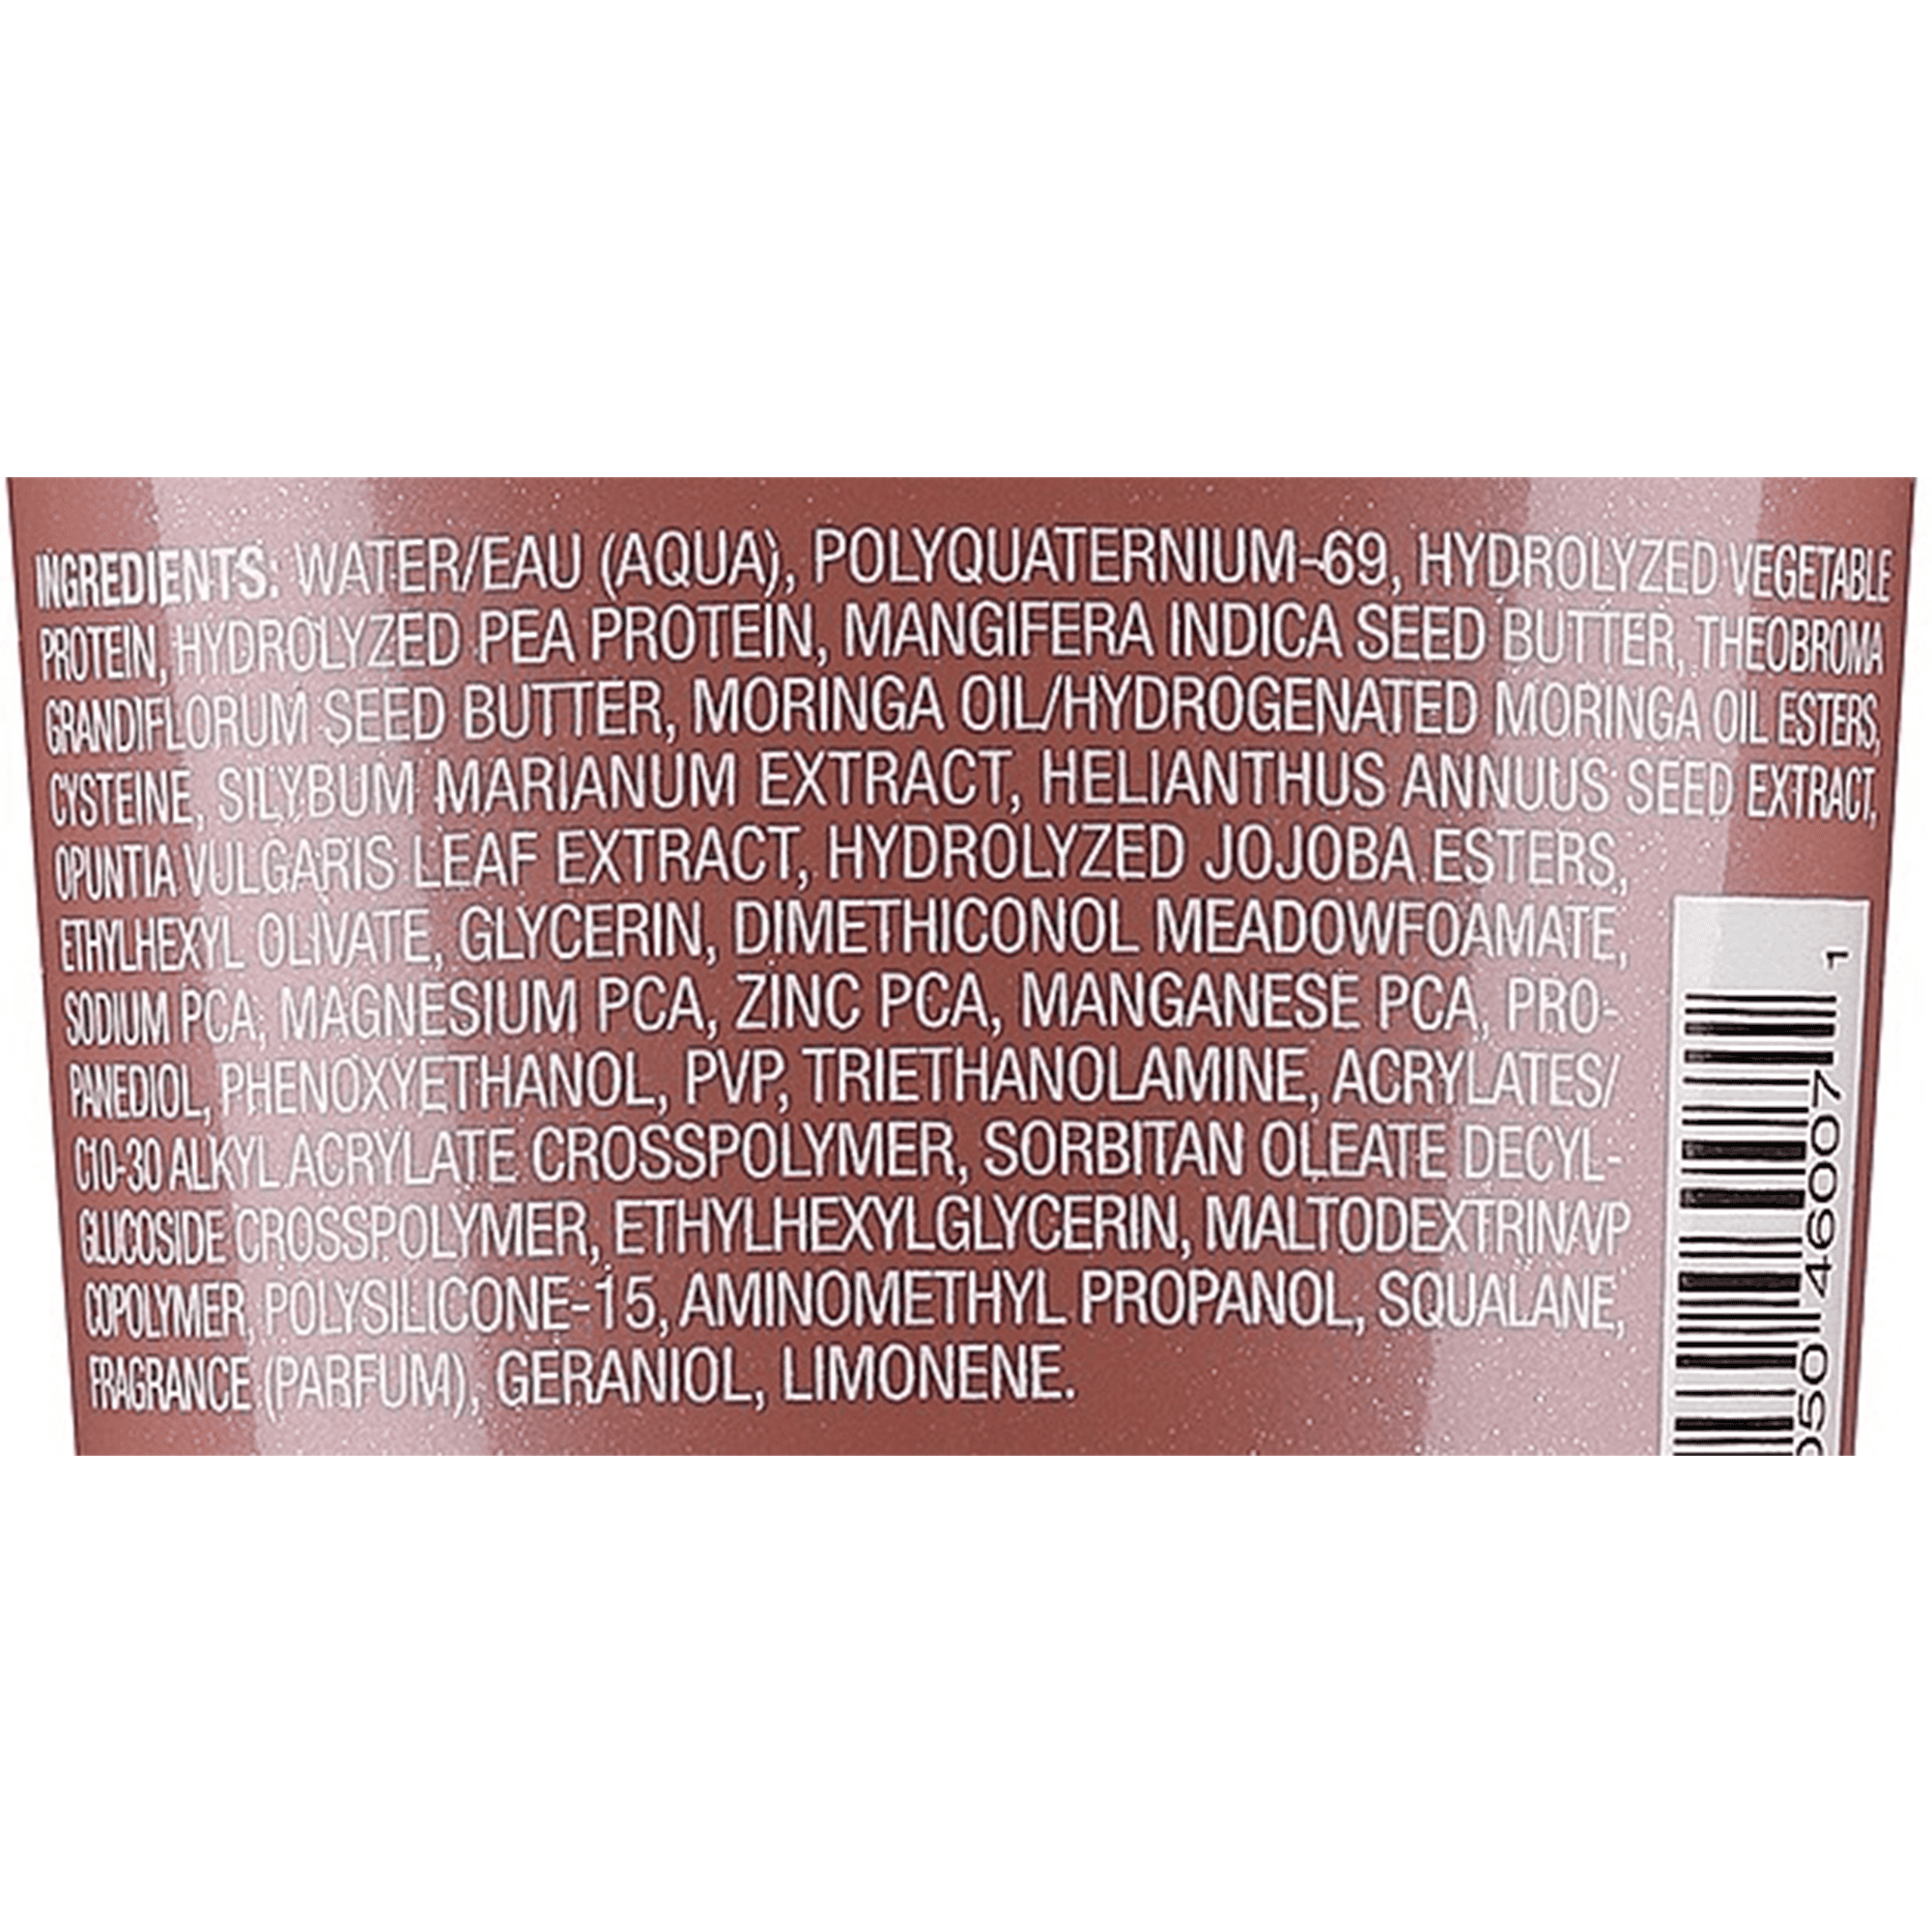 INGREDIENTS: WATER/EAU (AQUA), POLYQUATERNIUM-69, HYDROLYZED VEGETABLE
PROTEIN, HYDROLYZED PEA PROTEIN, MANGIFERA INDICA SEED BUTTER, THEOBROMA
GRANDIFLORUM SEED BUTTER, MORINGA OIL/HYDROGENATED MORINGA OIL ESTERS,
CYSTEINE, SILYBUM MARIANUM EXTRACT, HELIANTHUS ANNUUS SEED EXTRACT,
OPUNTIA VULGARIS LEAF EXTRACT, HYDROLYZED JOJOBA ESTERS,
ETHYLHEXYL OLIVATE, GLYCERIN, DIMETHICONOL MEADOWFOAMATE,
SODIUM PCA, MAGNESIUM PCA, ZINC PCA, MANGANESE PCA, PRO-
PANEDIOL, PHENOXYETHANOL, PVP, TRIETHANOLAMINE, ACRYLATES/
C10-30 ALKYL ACRYLATE CROSSPOLYMER, SORBITAN OLEATE DECYL-
GLUCOSIDE CROSSPOLYMER, ETHYLHEXYLGLYCERIN, MALTODEXTRIN/VP
COPOLYMER, POLYSILICONE-15, AMINOMETHYL PROPANOL, SQUALANE,
FRAGRANCE (PARFUM), GERANIOL, LIMONENE.
050 46007 1